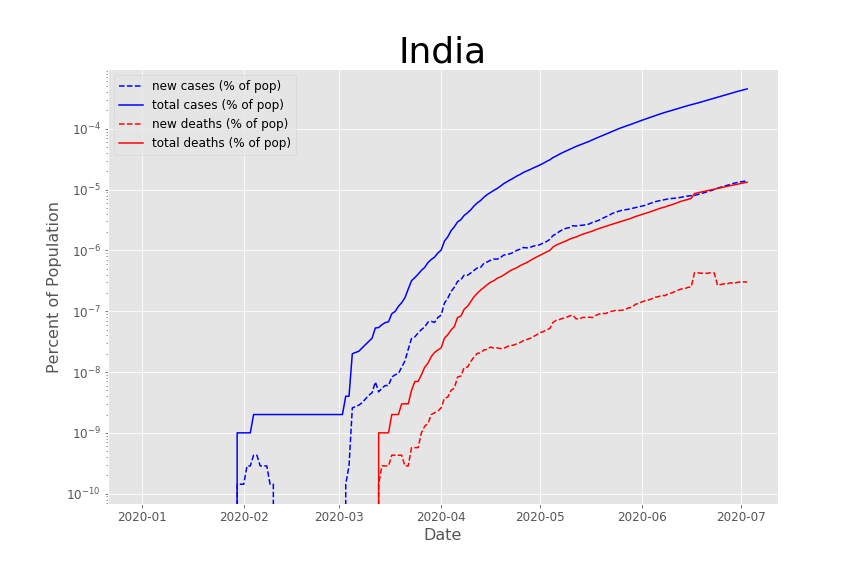 India
new cases (% of pop)
total cases (% of pop)
new deaths (% of pop)
total deaths (% of pop)
10⁻⁴
10⁻⁵
10⁻⁶
10⁻⁷
10⁻⁸
10⁻⁹
10⁻¹⁰
Percent of Population
2020-01 2020-02 2020-03 2020-04 2020-05 2020-06 2020-07
Date